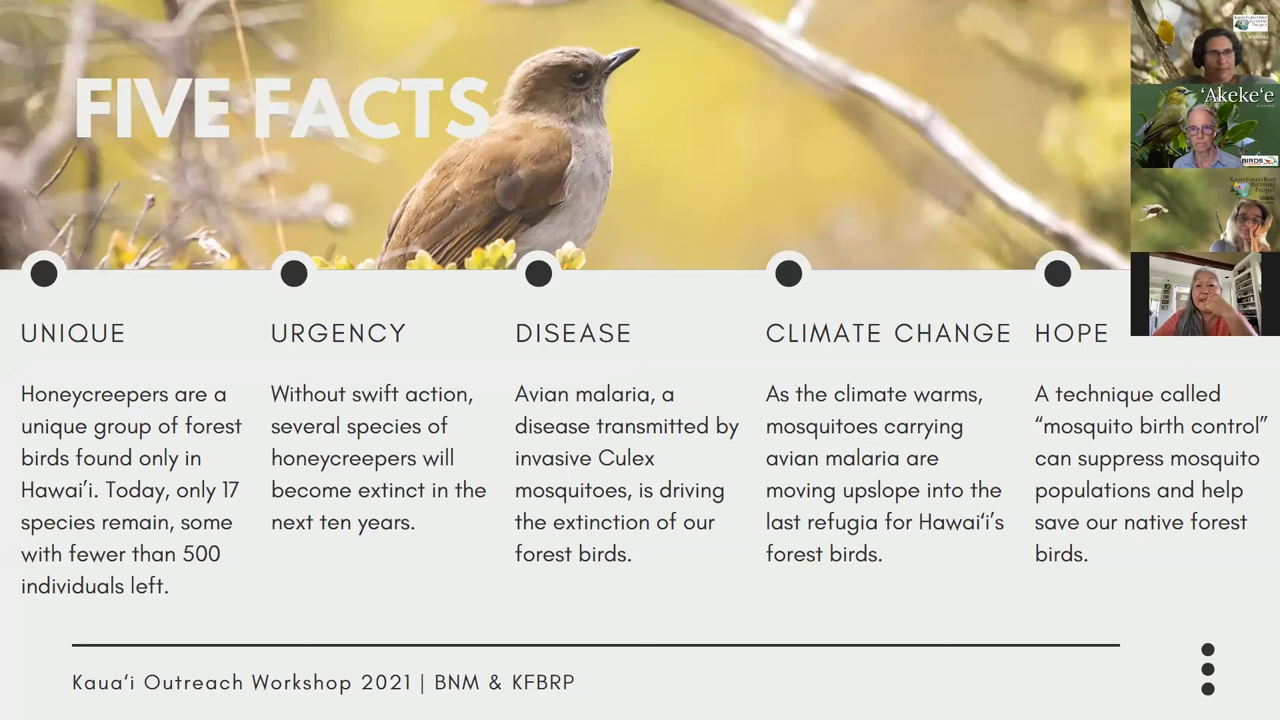 FIVE FACTS
'Akeke'e
BIRDS
UNIQUE
Honeycreepers are a
unique group of forest
birds found only in
Hawai'i. Today, only 17
species remain, some
with fewer than 500
individuals left.
URGENCY
Without swift action,
several species of
honeycreepers will
become extinct in the
next ten years.
DISEASE
Avian malaria, a
disease transmitted by
invasive Culex
mosquitoes, is driving
the extinction of our
forest birds.
CLIMATE CHANGE
As the climate warms,
mosquitoes carrying
avian malaria are
moving upslope into the
last refugia for Hawai‘i’s
forest birds.
HOPE
A technique called
“mosquito birth control”
can suppress mosquito
populations and help
save our native forest
birds.
Kaua‘i Outreach Workshop 2021 | BNM & KFBRP